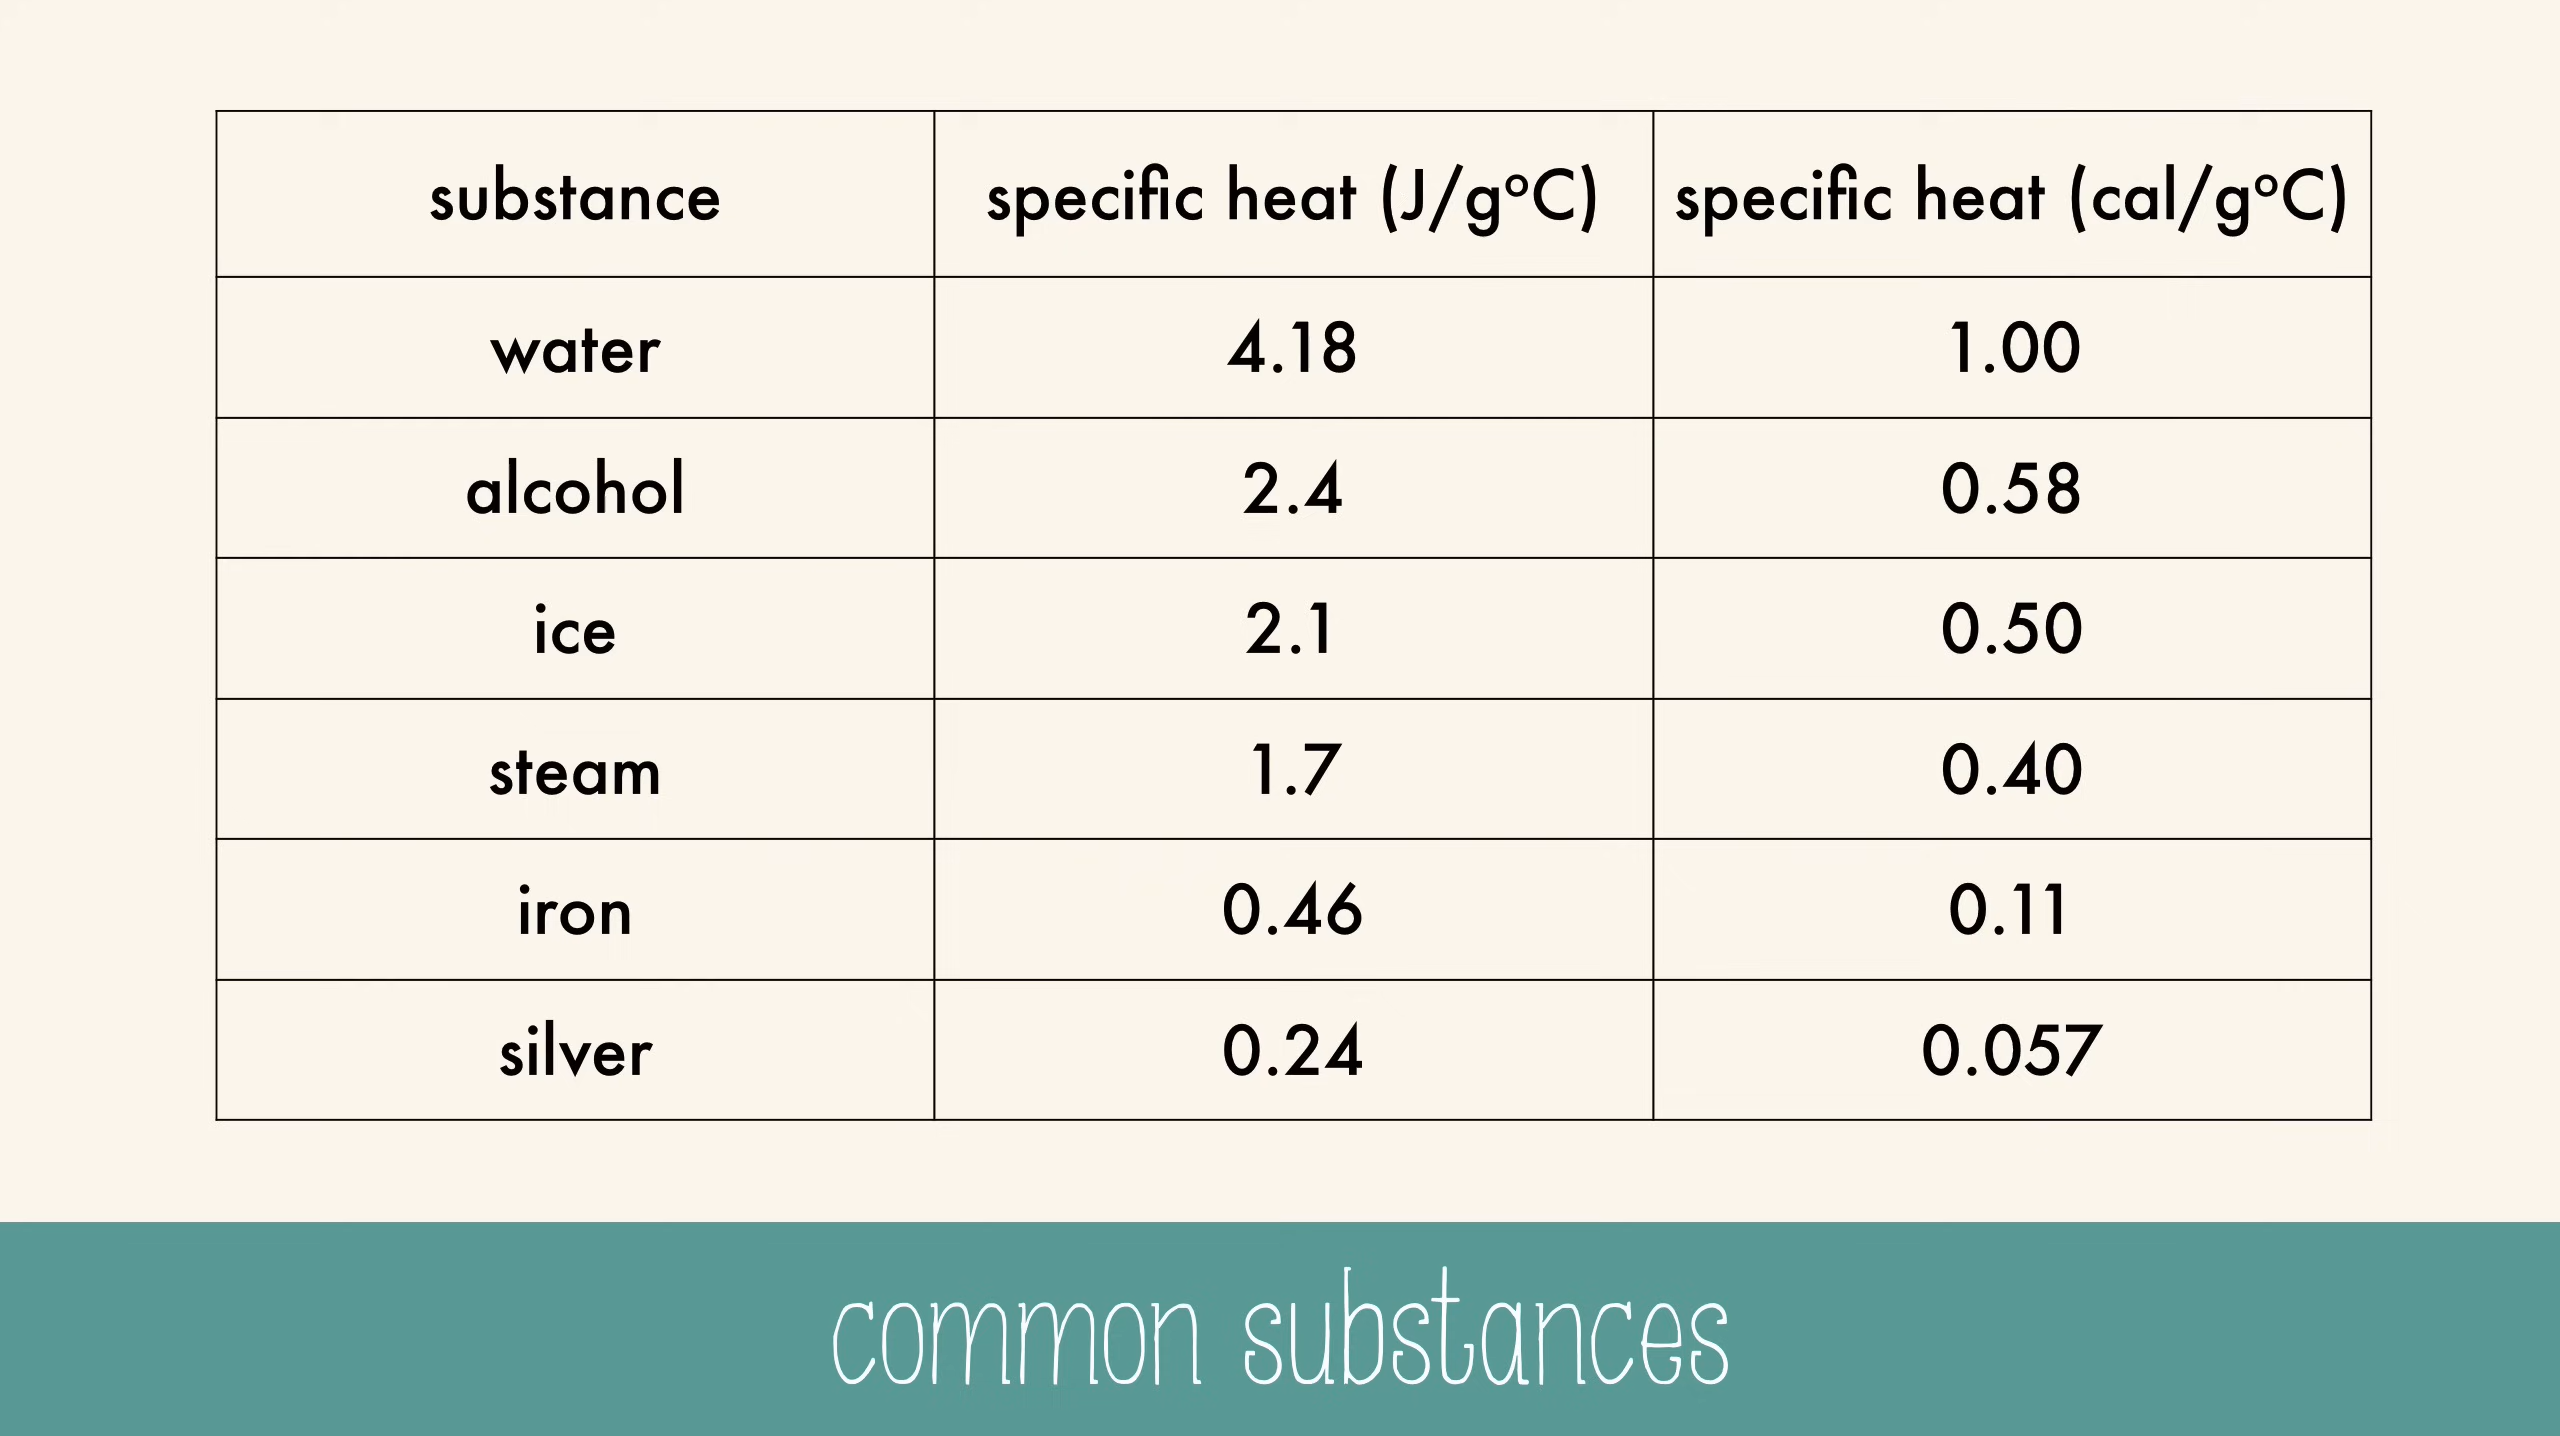 substance specific heat (J/gºC) specific heat (cal/gºC)
water 4.18 1.00
alcohol 2.4 0.58
ice 2.1 0.50
steam 1.7 0.40
iron 0.46 0.11
silver 0.24 0.057
common substances